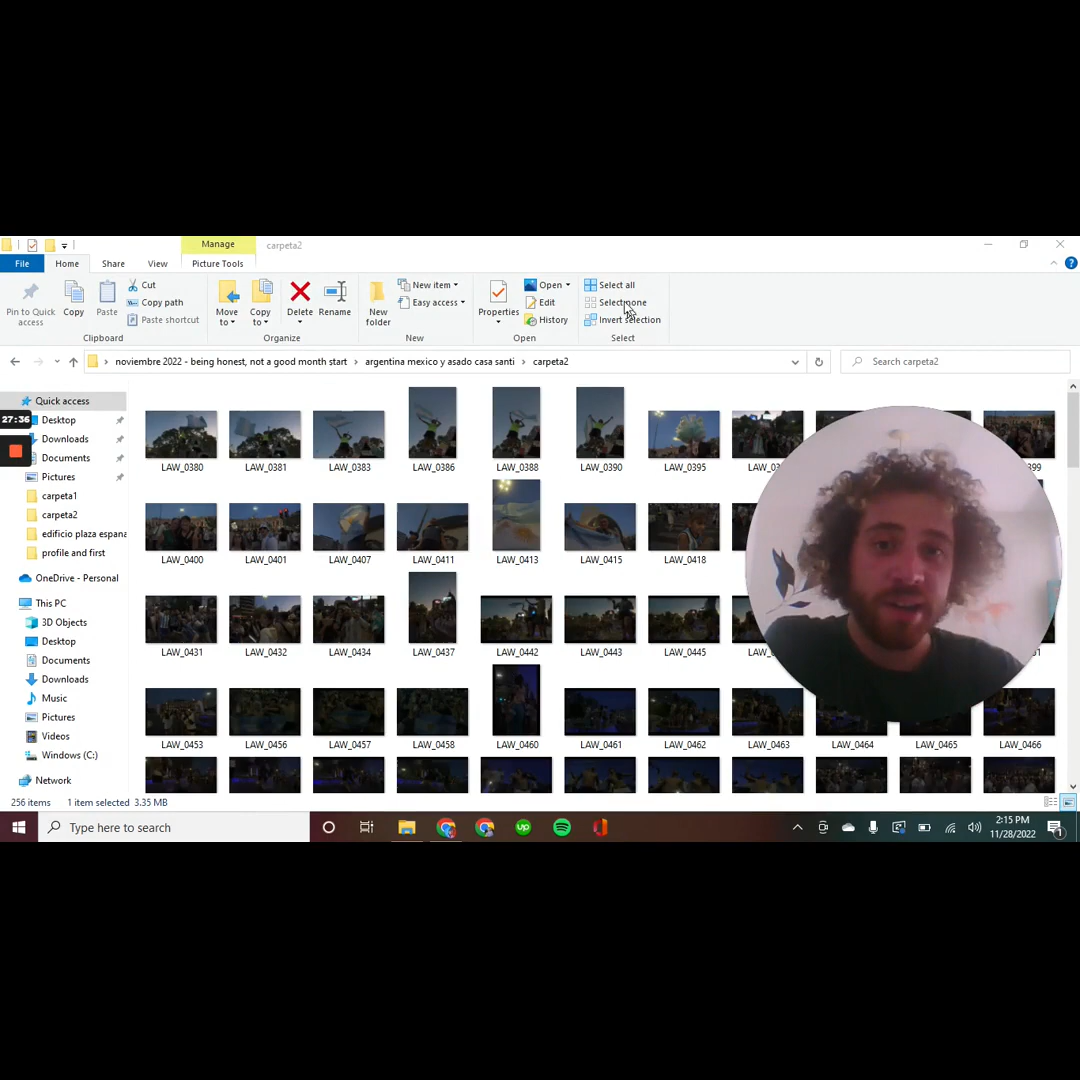 carpeta2
Manage
File
Home
Share
View
Picture Tools
Pin to Quick access
Copy
Paste
Cut
Copy path
Paste shortcut
Clipboard
Move to
Copy to
Delete
Rename
Organize
New folder
New item
Easy access
New
Properties
Open
Edit
History
Open
Select all
Select none
Invert selection
Select
noviembre 2022 - being honest, not a good month start > argentina mexico y asado casa santi > carpeta2
Search carpeta2
Quick access
27:36
Desktop
Downloads
Documents
Pictures
carpeta1
carpeta2
edificio plaza espana
profile and first
OneDrive - Personal
This PC
3D Objects
Desktop
Documents
Downloads
Music
Pictures
Videos
Windows (C:)
Network
LAW_0380 LAW_0381 LAW_0383 LAW_0386 LAW_0388 LAW_0390 LAW_0395
LAW_0400 LAW_0401 LAW_0407 LAW_0411 LAW_0413 LAW_0415 LAW_0418
LAW_0431 LAW_0432 LAW_0434 LAW_0437 LAW_0442 LAW_0443 LAW_0445
LAW_0453 LAW_0456 LAW_0457 LAW_0458 LAW_0460 LAW_0461 LAW_0462 LAW_0463 LAW_0464 LAW_0465 LAW_0466
256 items 1 item selected 3.35 MB
Type here to search
up
2:15 PM
11/28/2022
1